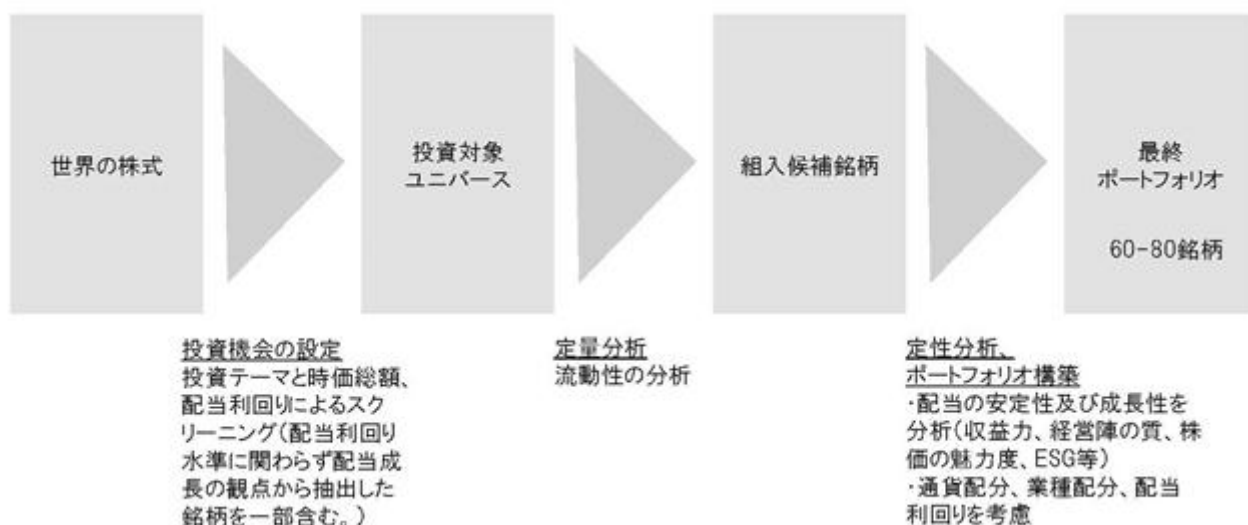 世界の株式
投資対象
ユニバース
組入候補銘柄
最終
ポートフォリオ
60-80銘柄
投資機会の設定
投資テーマと時価総額、
配当利回りによるスク
リーニング(配当利回り
水準に関わらず配当成
長の観点から抽出した
銘柄を一部含む。)
定量分析
流動性の分析
定性分析、
ポートフォリオ構築
・配当の安定性及び成長性を
分析(収益力、経営陣の質、株
価の魅力度、ESG等)
・通貨配分、業種配分、配当
利回りを考慮